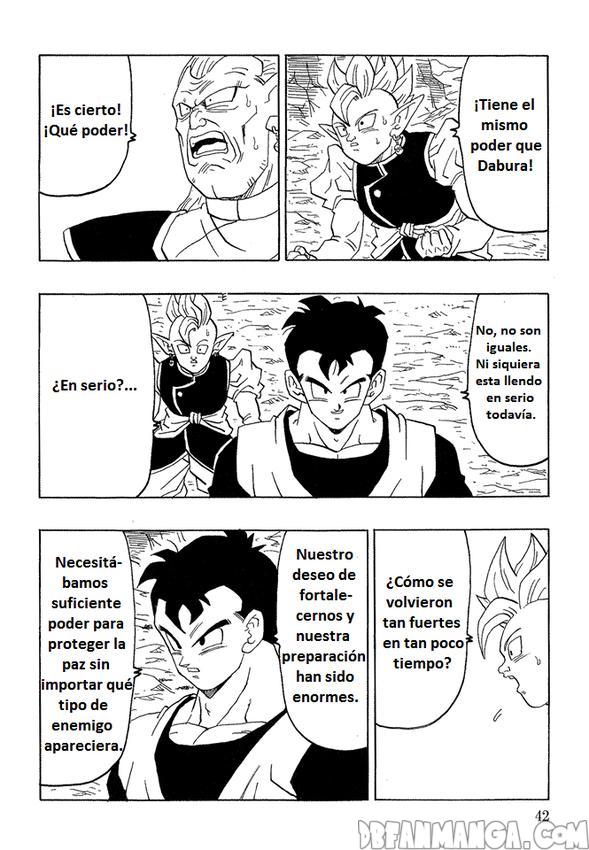 ¡Tiene el
mismo
poder que
Dabura!
¡Es cierto!
¡Qué poder!
No, no son
iguales.
Ni siquiera
esta llendo
en serio
todavía.
¿En serio?...
¿Cómo se
volvieron
tan fuertes
en tan poco
tiempo?
Nuestro
deseo de
fortale-
cernos y
nuestra
preparación
han sido
enormes.
Necesitá-
bamos
suficiente
poder para
proteger la
paz sin
importar qué
tipo de
enemigo
apareciera.
42
DBFANMANGA.COM